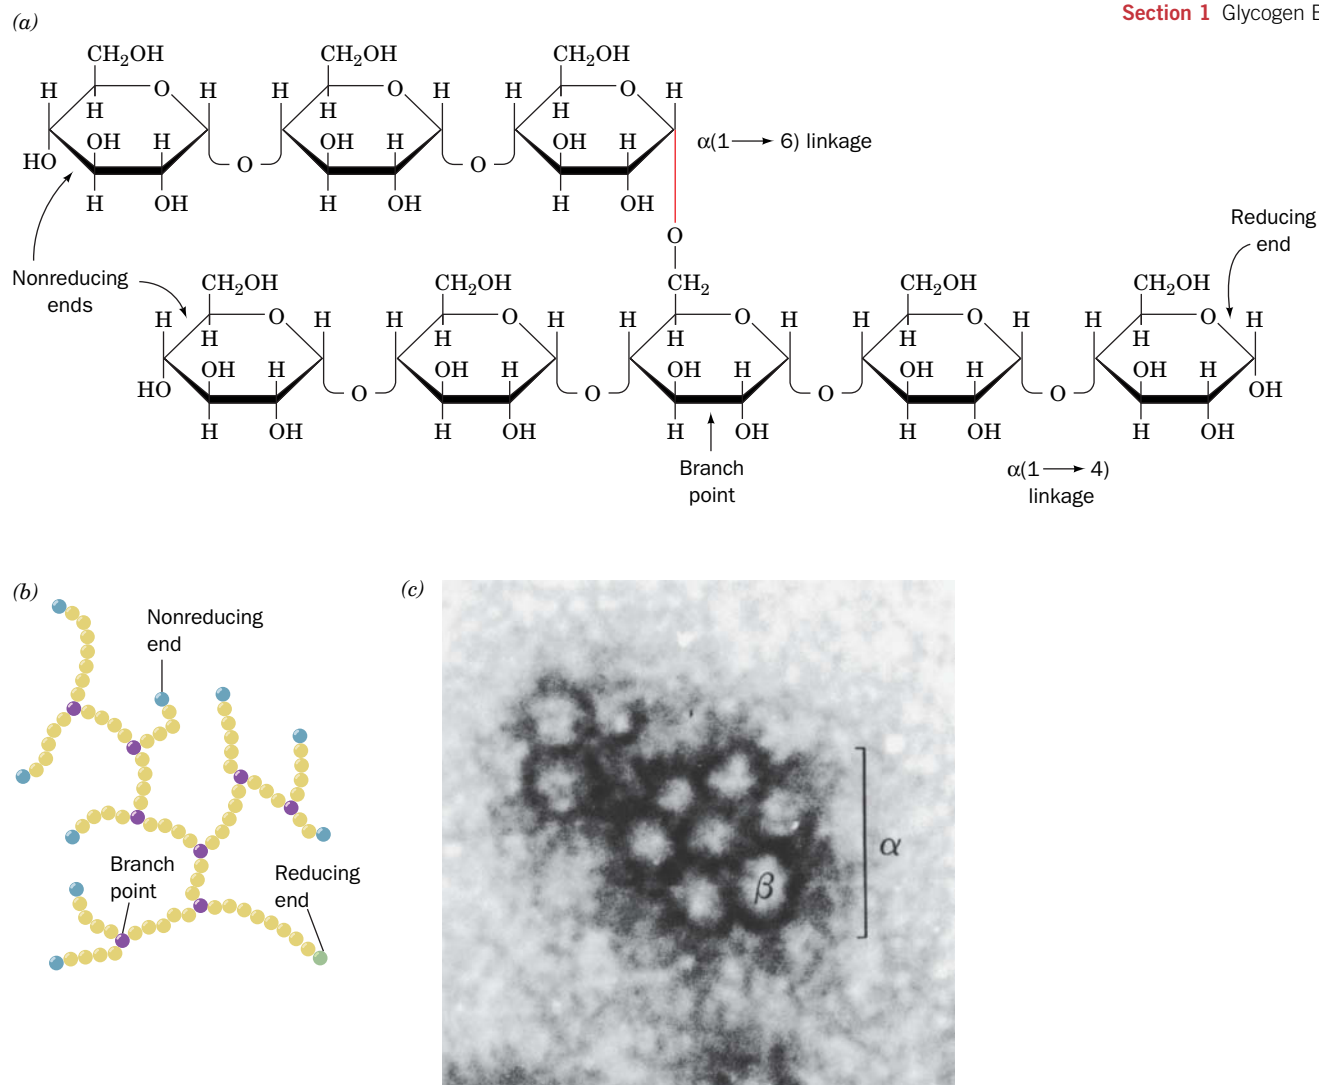 Section 1 Glycogen B
(a)
CH₂OH CH₂OH CH₂OH
H O H H O H H O H
H H H
OH H OH H OH H α(1 → 6) linkage
HO O O
H OH H OH H OH
O
Reducing
end
Nonreducing
ends
CH₂OH CH₂OH CH₂ CH₂OH CH₂OH
H O H H O H H O H H O H H O H
H H H H H
OH H OH H OH H OH H OH H
HO O O O O OH
H OH H OH H OH H OH H OH
Branch
point
α(1 → 4)
linkage
(b)
Nonreducing
end
Branch
point
Reducing
end
(c)
α
β